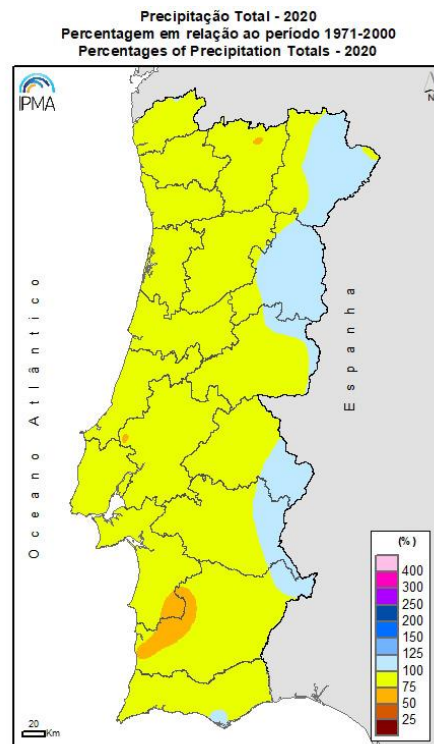 Precipitação Total - 2020
Percentagem em relação ao período 1971-2000
Percentages of Precipitation Totals - 2020
IPMA
N
Oceano Atlântico
Espanha
(%)
400
300
250
200
150
125
100
75
50
25
20
Km